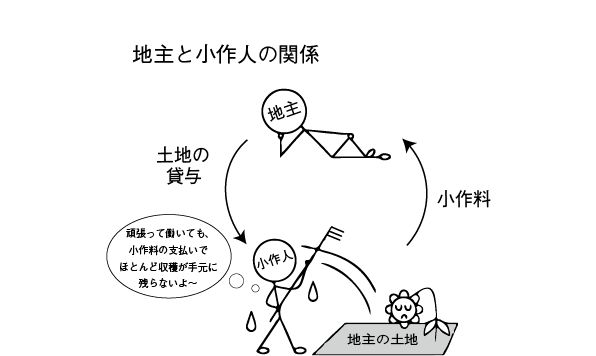 地主と小作人の関係
地主
土地の
貸与
小作料
頑張って働いても、
小作料の支払いで
ほとんど収穫が手元に
残らないよ~
小作人
地主の土地